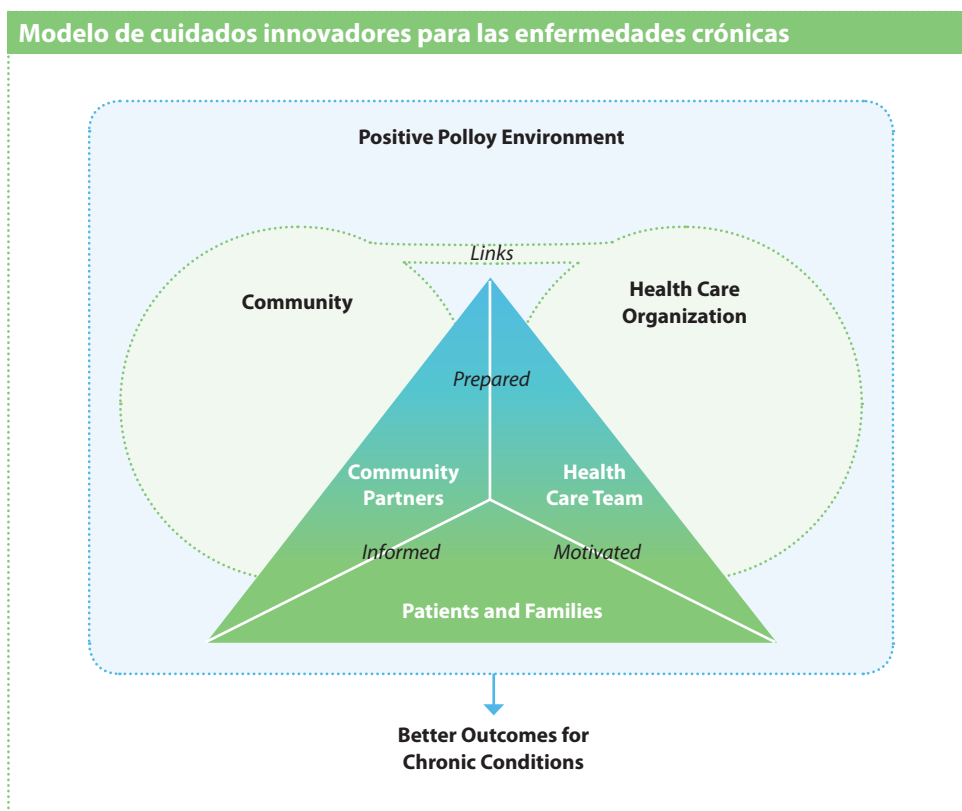 Modelo de cuidados innovadores para las enfermedades crónicas
Positive Polloy Environment
Links
Community
Health Care
Organization
Prepared
Community
Partners
Health
Care Team
Informed
Motivated
Patients and Families
Better Outcomes for
Chronic Conditions